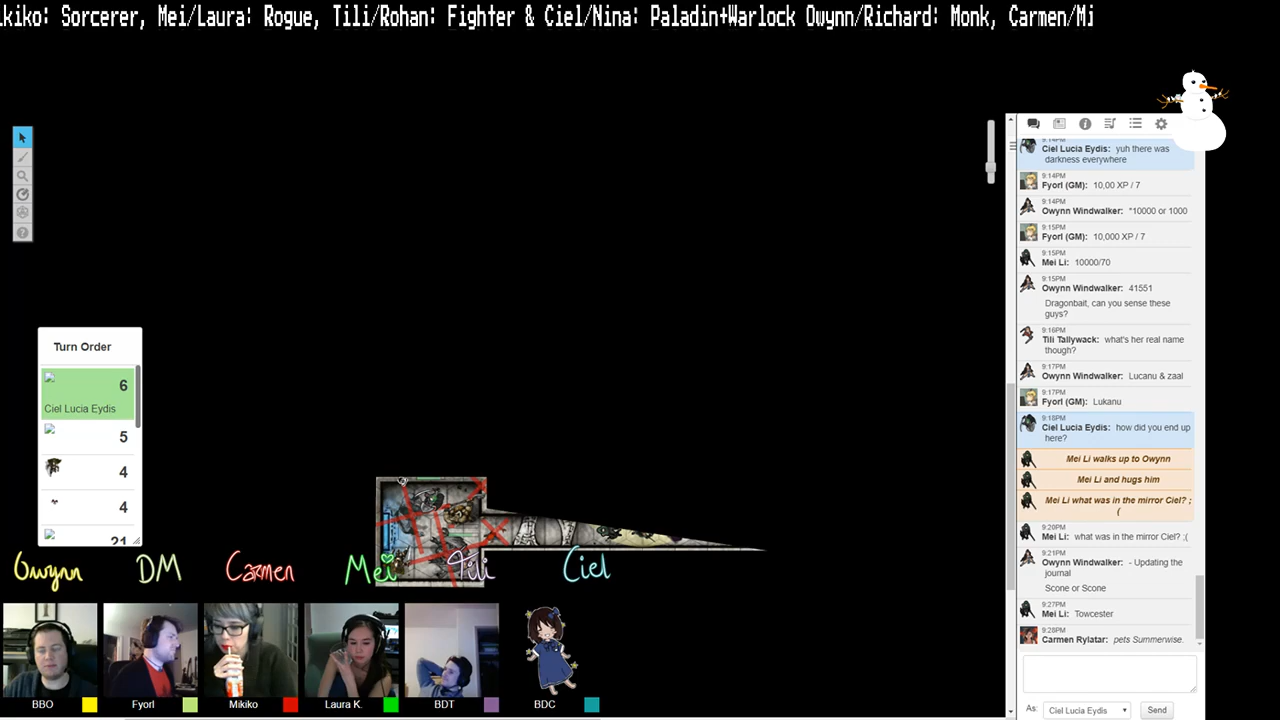 kiko: Sorcerer, Mei/Laura: Rogue, Tili/Rohan: Fighter & Ciel/Nina: Paladin+Warlock Owynn/Richard: Monk, Carmen/Mi
9:14PM
Ciel Lucia Eydis: yuh there was
darkness everywhere
9:14PM
Fyorl (GM): 10,00 XP / 7
9:14PM
Owynn Windwalker: "10000 or 1000
9:15PM
Fyorl (GM): 10,000 XP / 7
9:15PM
Mei Li: 10000/70
9:15PM
Owynn Windwalker: 41551
Dragonbait, can you sense these
guys?
9:16PM
Tili Tallywack: what's her real name
though?
9:17PM
Owynn Windwalker: Lucanu & zaal
9:17PM
Fyorl (GM): Lukanu
9:18PM
Ciel Lucia Eydis: how did you end up
here?
Mei Li walks up to Owynn
Mei Li and hugs him
Mei Li what was in the mirror Ciel? ;
(
9:20PM
Mei Li: what was in the mirror Ciel? ;(
9:21PM
Owynn Windwalker: - Updating the
journal
Scone or Scone
9:27PM
Mei Li: Towcester
9:28PM
Carmen Rylatar: pets Summerwise.
As: Ciel Lucia Eydis Send
Turn Order
6
Ciel Lucia Eydis
5
4
4
21
Owynn DM Carmen Mei Tili Ciel
BBO Fyorl Mikiko Laura K. BDT BDC